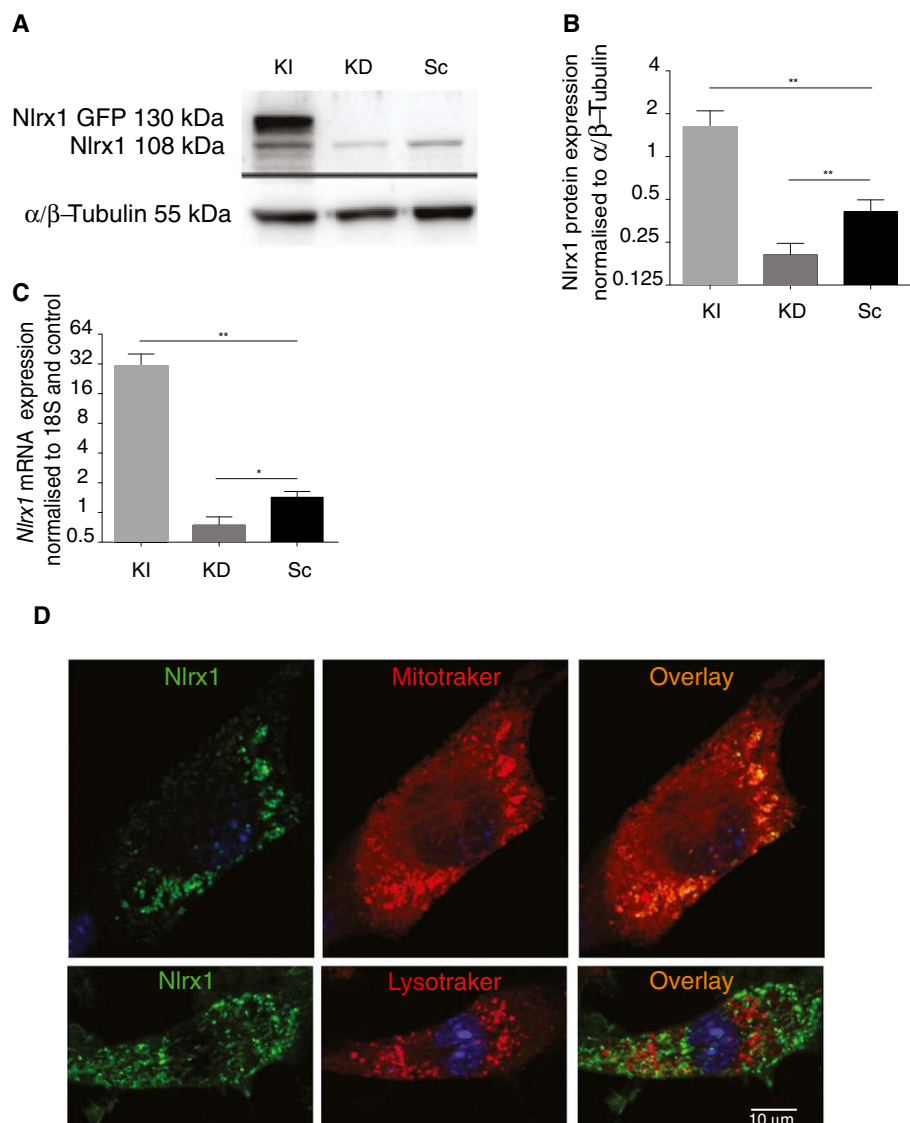 A
KI KD Sc
Nlrx1 GFP 130 kDa
Nlrx1 108 kDa
α/β–Tubulin 55 kDa
B
Nlrx1 protein expression
normalised to α/β–Tubulin
4
2
1
0.5
0.25
0.125
**
**
KI KD Sc
C
Nlrx1 mRNA expression
normalised to 18S and control
64
32
16
8
4
2
1
0.5
**
*
KI KD Sc
D
Nlrx1 Mitotraker Overlay
Nlrx1 Lysotraker Overlay
10 µm